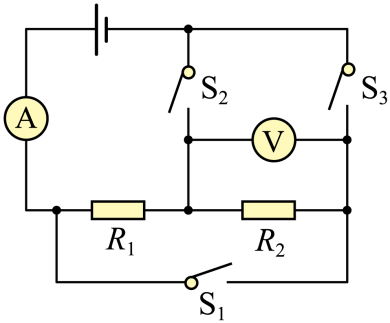 S₂
S₃
A
V
R₁
R₂
S₁